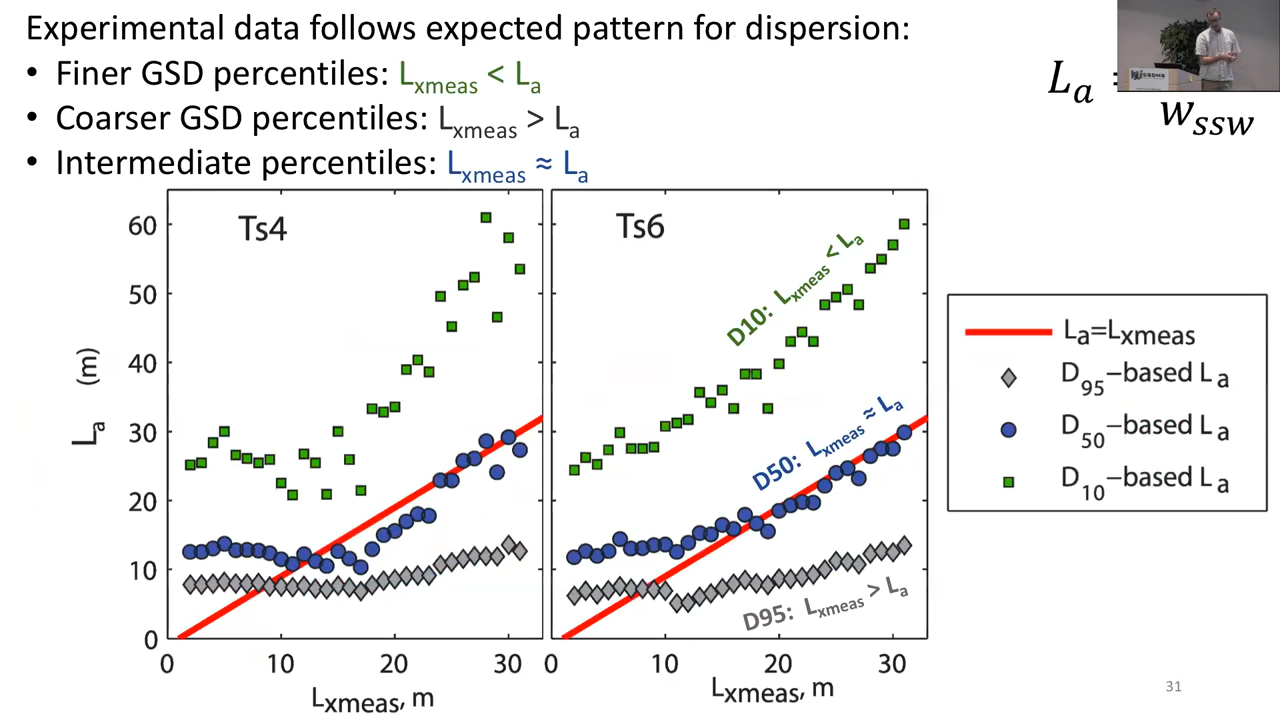 Experimental data follows expected pattern for dispersion:
• Finer GSD percentiles: Lxmeas < La
• Coarser GSD percentiles: Lxmeas > La
• Intermediate percentiles: Lxmeas ≈ La
La
wssw
Ts4
Ts6
D10: Lxmeas < La
D50: Lxmeas ≈ La
D95: Lxmeas > La
La (m)
60
50
40
30
20
10
0
0 10 20 30
0 10 20 30
Lxmeas, m
Lxmeas, m
La=Lxmeas
D95-based La
D50-based La
D10-based La
31